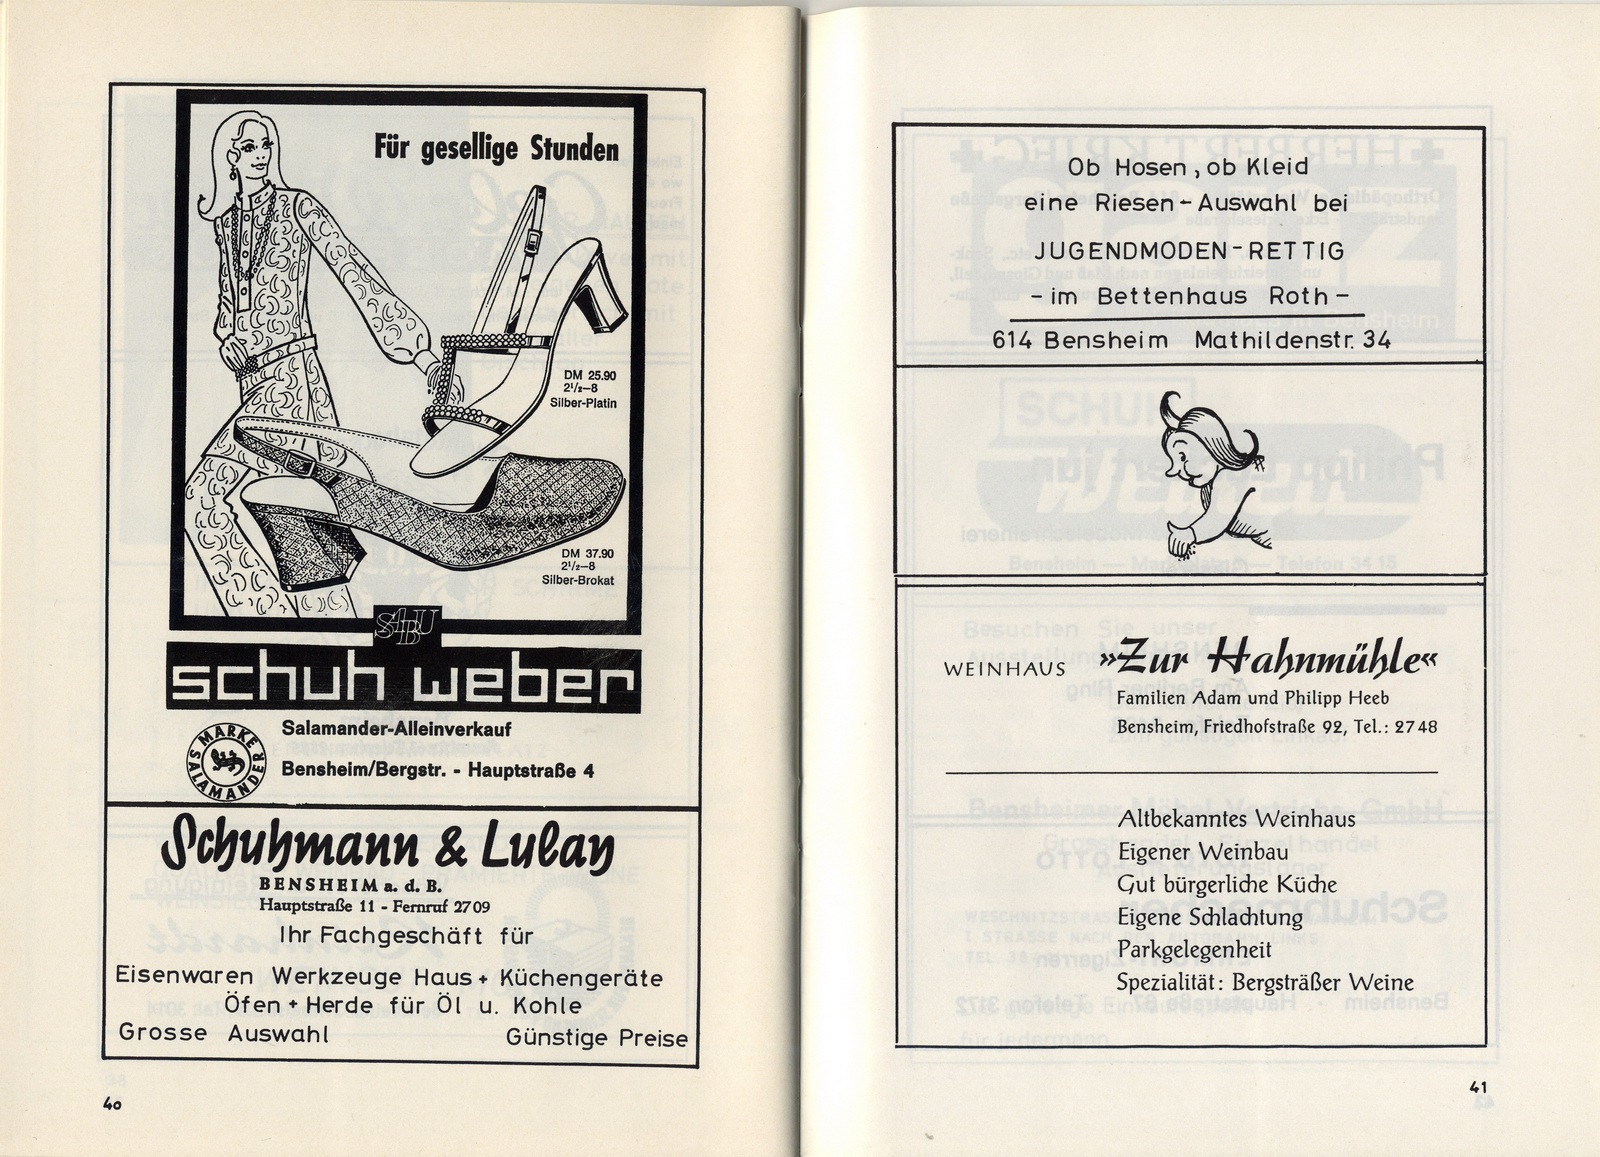 Für gesellige Stunden
DM 25.90
2¹/₂–8
Silber-Platin
DM 37.90
2¹/₂–8
Silber-Brokat
SABU
schuh weber
MARKE SALAMANDER
Salamander-Alleinverkauf
Bensheim/Bergstr. - Hauptstraße 4
Schuhmann & Lulay
BENSHEIM a. d. B.
Hauptstraße 11 - Fernruf 2709
Ihr Fachgeschäft für
Eisenwaren Werkzeuge Haus + Küchengeräte
Öfen + Herde für Öl u. Kohle
Grosse Auswahl Günstige Preise
40
Ob Hosen, ob Kleid
eine Riesen-Auswahl bei
JUGENDMODEN-RETTIG
- im Bettenhaus Roth -
614 Bensheim Mathildenstr. 34
WEINHAUS »Zur Hahnmühle«
Familien Adam und Philipp Heeb
Bensheim, Friedhofstraße 92, Tel.: 2748
Altbekanntes Weinhaus
Eigener Weinbau
Gut bürgerliche Küche
Eigene Schlachtung
Parkgelegenheit
Spezialität: Bergsträßer Weine
41